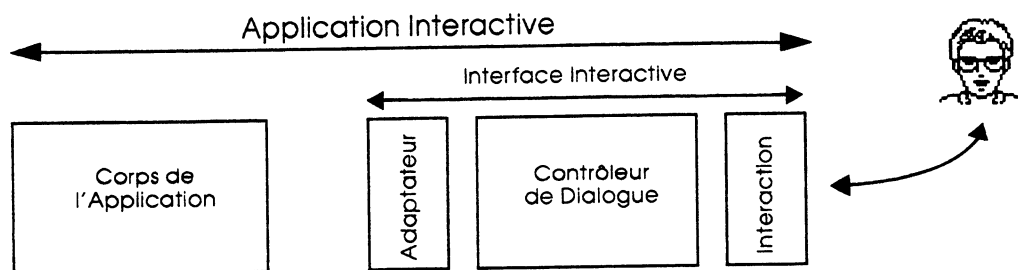 Application Interactive
Interface Interactive
Corps de
l'Application
Adaptateur
Contrôleur
de Dialogue
Interaction